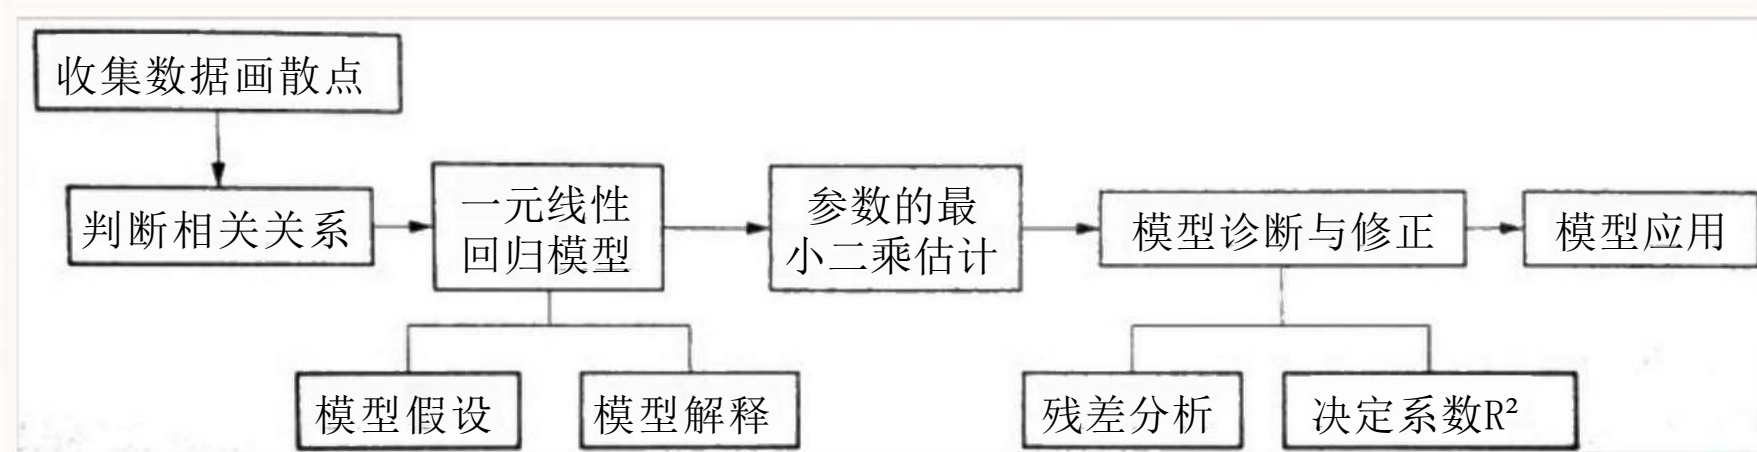 收集数据画散点
判断相关关系
一元线性
回归模型
参数的最
小二乘估计
模型诊断与修正
模型应用
模型假设
模型解释
残差分析
决定系数R²